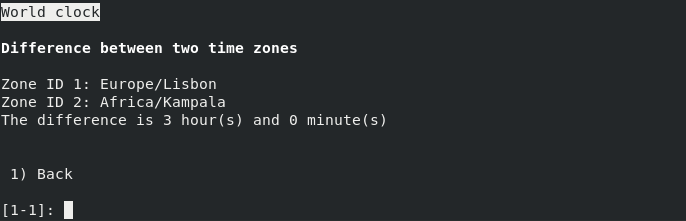 World clock
Difference between two time zones
Zone ID 1: Europe/Lisbon
Zone ID 2: Africa/Kampala
The difference is 3 hour(s) and 0 minute(s)
1) Back
[1-1]: